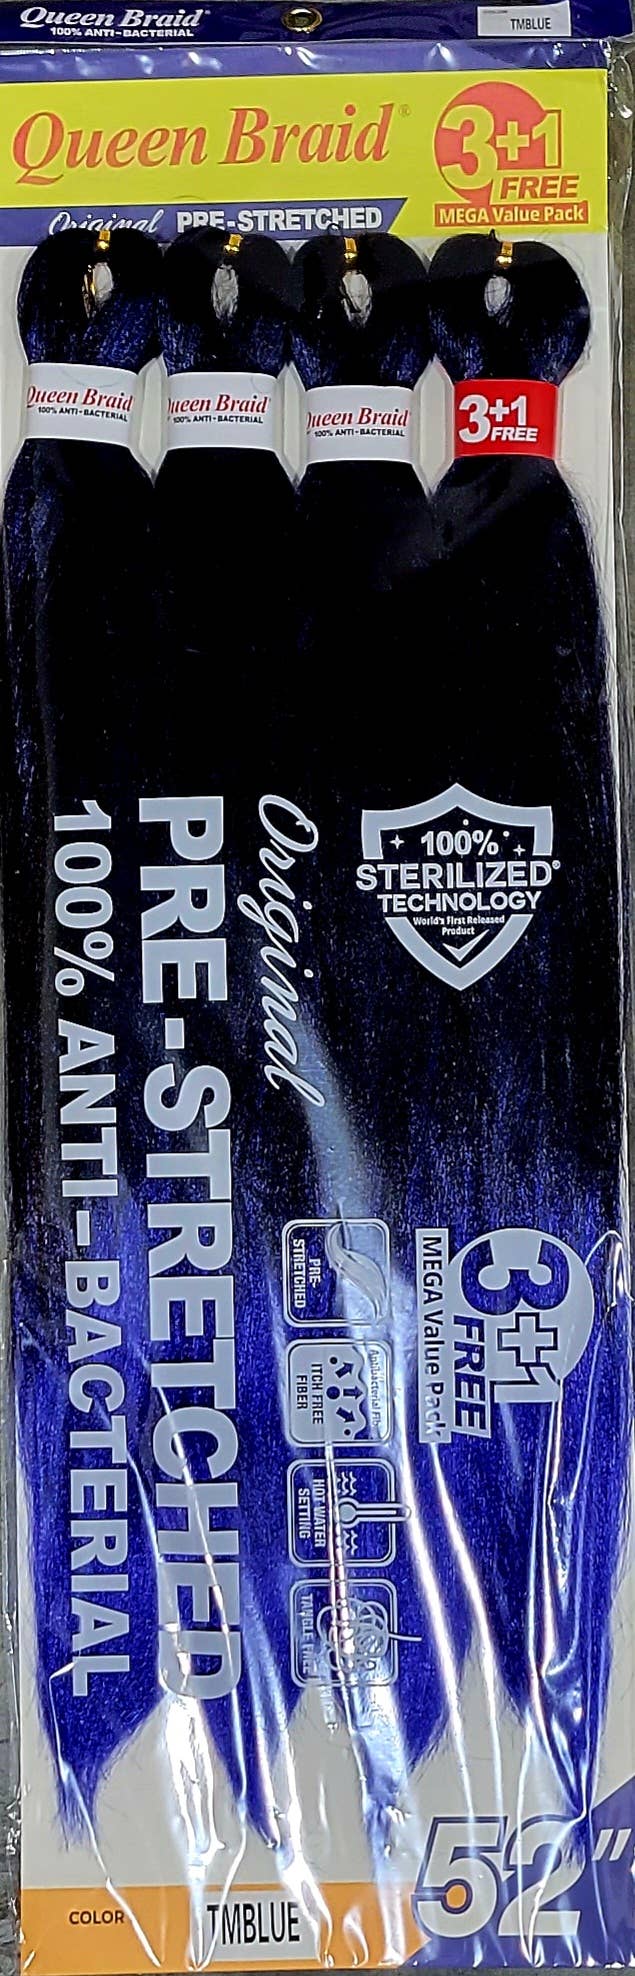 Queen Braid®
100% ANTI-BACTERIAL
TMBLUE
Queen Braid®
3+1
FREE
MEGA Value Pack
Original PRE-STRETCHED
Queen Braid
100% ANTI-BACTERIAL
Queen Braid®
100% ANTI-BACTERIAL
Queen Braid®
100% ANTI-BACTERIAL
3+1
FREE
100%
STERILIZED®
TECHNOLOGY
World's First Released
Product
Original
PRE-STRETCHED
100% ANTI-BACTERIAL
3+1
FREE
MEGA Value Pack
PRE-
STRETCHED
ITCH FREE
FIBER
HOT WATER
SETTING
52"
COLOR
TMBLUE